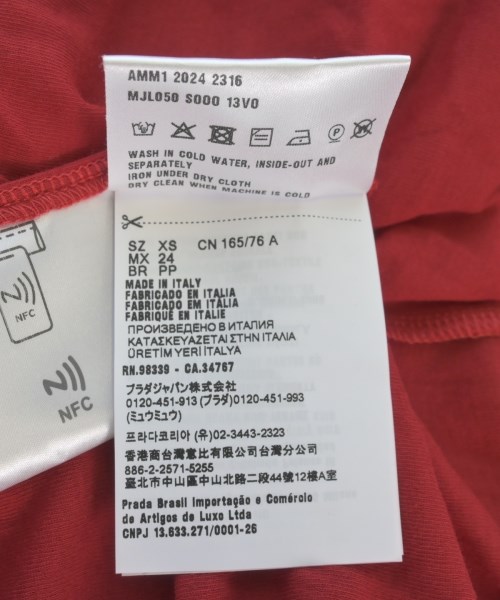 AMM1 2024 2316
MJL050 S000 13V0
WASH IN COLD WATER, INSIDE-OUT AND
SEPARATELY
IRON UNDER DRY CLOTH
DRY CLEAN WHEN MACHINE IS COLD
SZ XS CN 165/76 A
MX 24
BR PP
MADE IN ITALY
FABRICADO EN ITALIA
FABRICADO EM ITALIA
FABRIQUÉ EN ITALIE
ПРОИЗВЕДЕНО В ИТАЛИЯ
ΚΑΤΑΣΚΕΥΑΖΕΤΑΙ ΣΤΗΝ ΙΤΑΛΙΑ
ÜRETİM YERİ İTALYA
RN.98339 - CA.34767
プラダジャパン株式会社
0120-451-913 (プラダ)0120-451-993
(ミュウミュウ)
프라다코리아 (유)02-3443-2323
香港商台灣意比有限公司台灣分公司
886-2-2571-5255
臺北市中山區中山北路二段44號12樓A室
Prada Brasil Importação e Comércio
de Artigos de Luxo Ltda
CNPJ 13.633.271/0001-26
NFC
NFC